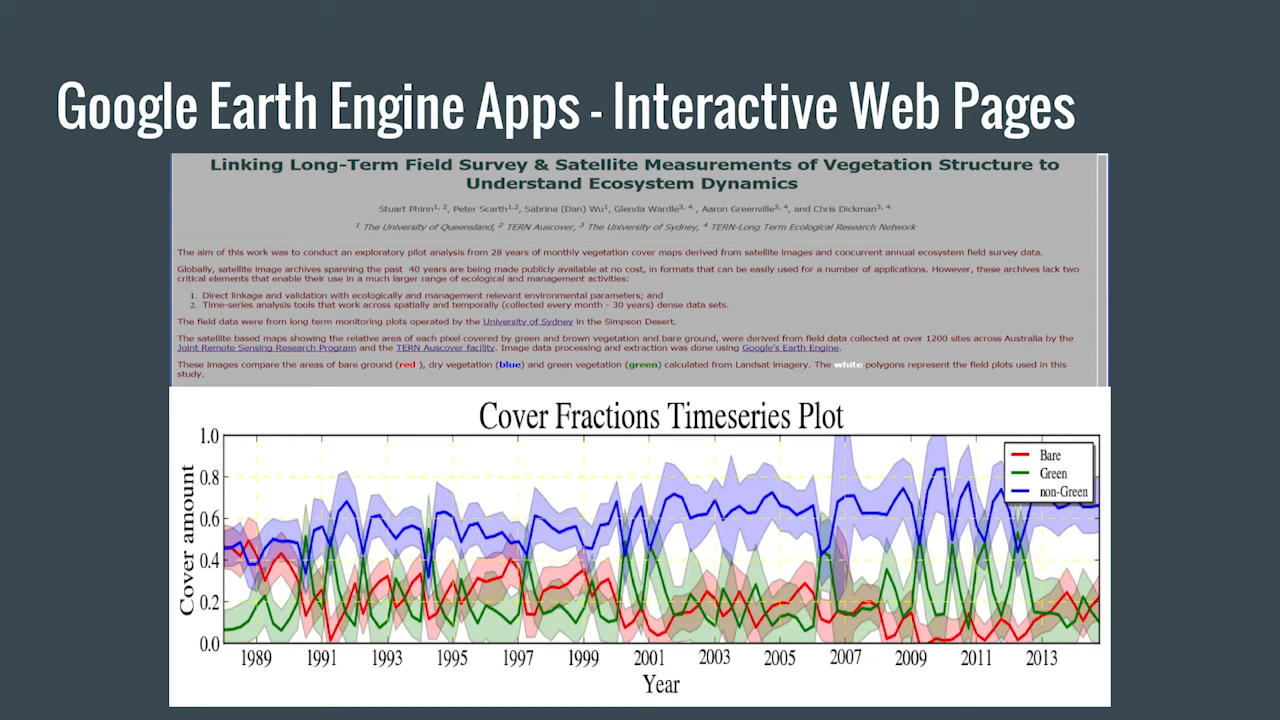 Google Earth Engine Apps - Interactive Web Pages
Linking Long-Term Field Survey & Satellite Measurements of Vegetation Structure to
Understand Ecosystem Dynamics
Stuart Phinn1, 2, Peter Scarth1,2, Sabrina (Dan) Wu1, Glenda Wardle3, 4 , Aaron Greenville3, 4, and Chris Dickman3, 4
1 The University of Queensland, 2 TERN Auscover, 3 The University of Sydney, 4 TERN-Long Term Ecological Research Network
The aim of this work was to conduct an exploratory pilot analysis from 28 years of monthly vegetation cover maps derived from satellite images and concurrent annual ecosystem field survey data.
Globally, satellite image archives spanning the past 40 years are being made publicly available at no cost, in formats that can be easily used for a number of applications. However, these archives lack two
critical elements that enable their use in a much larger range of ecological and management activities:
1. Direct linkage and validation with ecologically and management relevant environmental parameters; and
2. Time-series analysis tools that work across spatially and temporally (collected every month - 30 years) dense data sets.
The field data were from long term monitoring plots operated by the University of Sydney in the Simpson Desert.
The satellite based maps showing the relative area of each pixel covered by green and brown vegetation and bare ground, were derived from field data collected at over 1200 sites across Australia by the
Joint Remote Sensing Research Program and the TERN Auscover facility. Image data processing and extraction was done using Google's Earth Engine.
These images compare the areas of bare ground (red ), dry vegetation (blue) and green vegetation (green) calculated from Landsat imagery. The white polygons represent the field plots used in this
study.
Cover Fractions Timeseries Plot
Cover amount
1.0
0.8
0.6
0.4
0.2
0.0
Bare
Green
non-Green
1989 1991 1993 1995 1997 1999 2001 2003 2005 2007 2009 2011 2013
Year